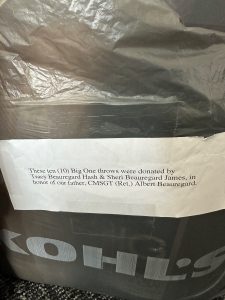 These ten (10) Big One throws were donated by
Tracy Beauregard Hash & Sheri Beauregard James, in
honor of our father, CMSGT (Ret.) Albert Beauregard.
KOHL'S